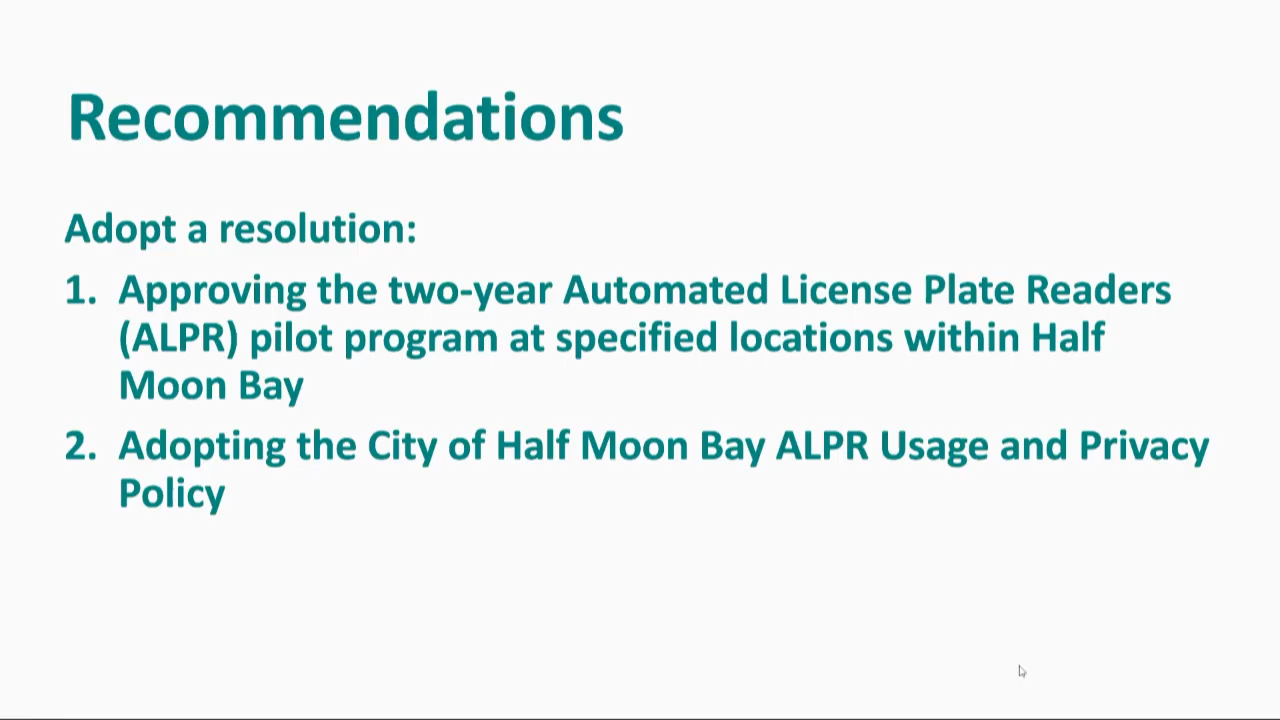 Recommendations
Adopt a resolution:
1. Approving the two-year Automated License Plate Readers
(ALPR) pilot program at specified locations within Half
Moon Bay
2. Adopting the City of Half Moon Bay ALPR Usage and Privacy
Policy